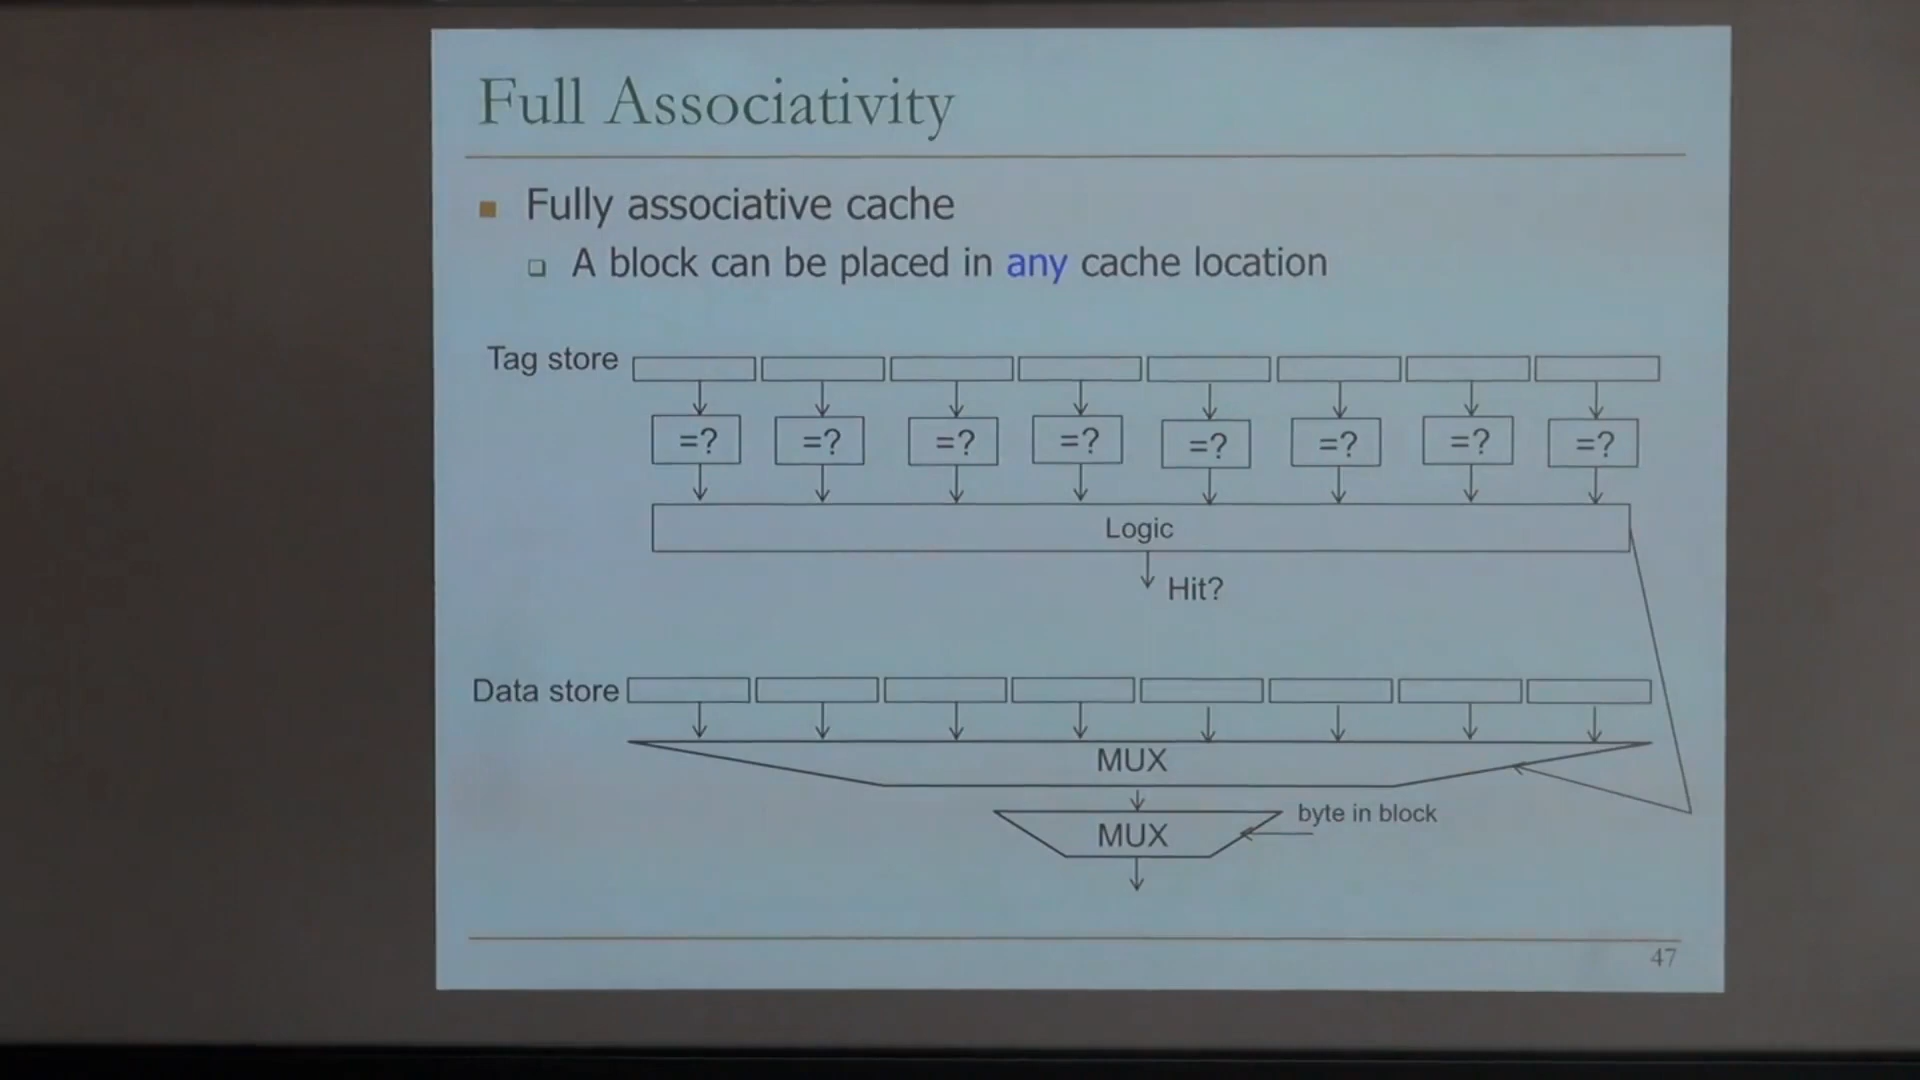 Full Associativity
Fully associative cache
A block can be placed in any cache location
Tag store
=? =? =? =? =? =? =? =?
Logic
Hit?
Data store
MUX
MUX
byte in block
47